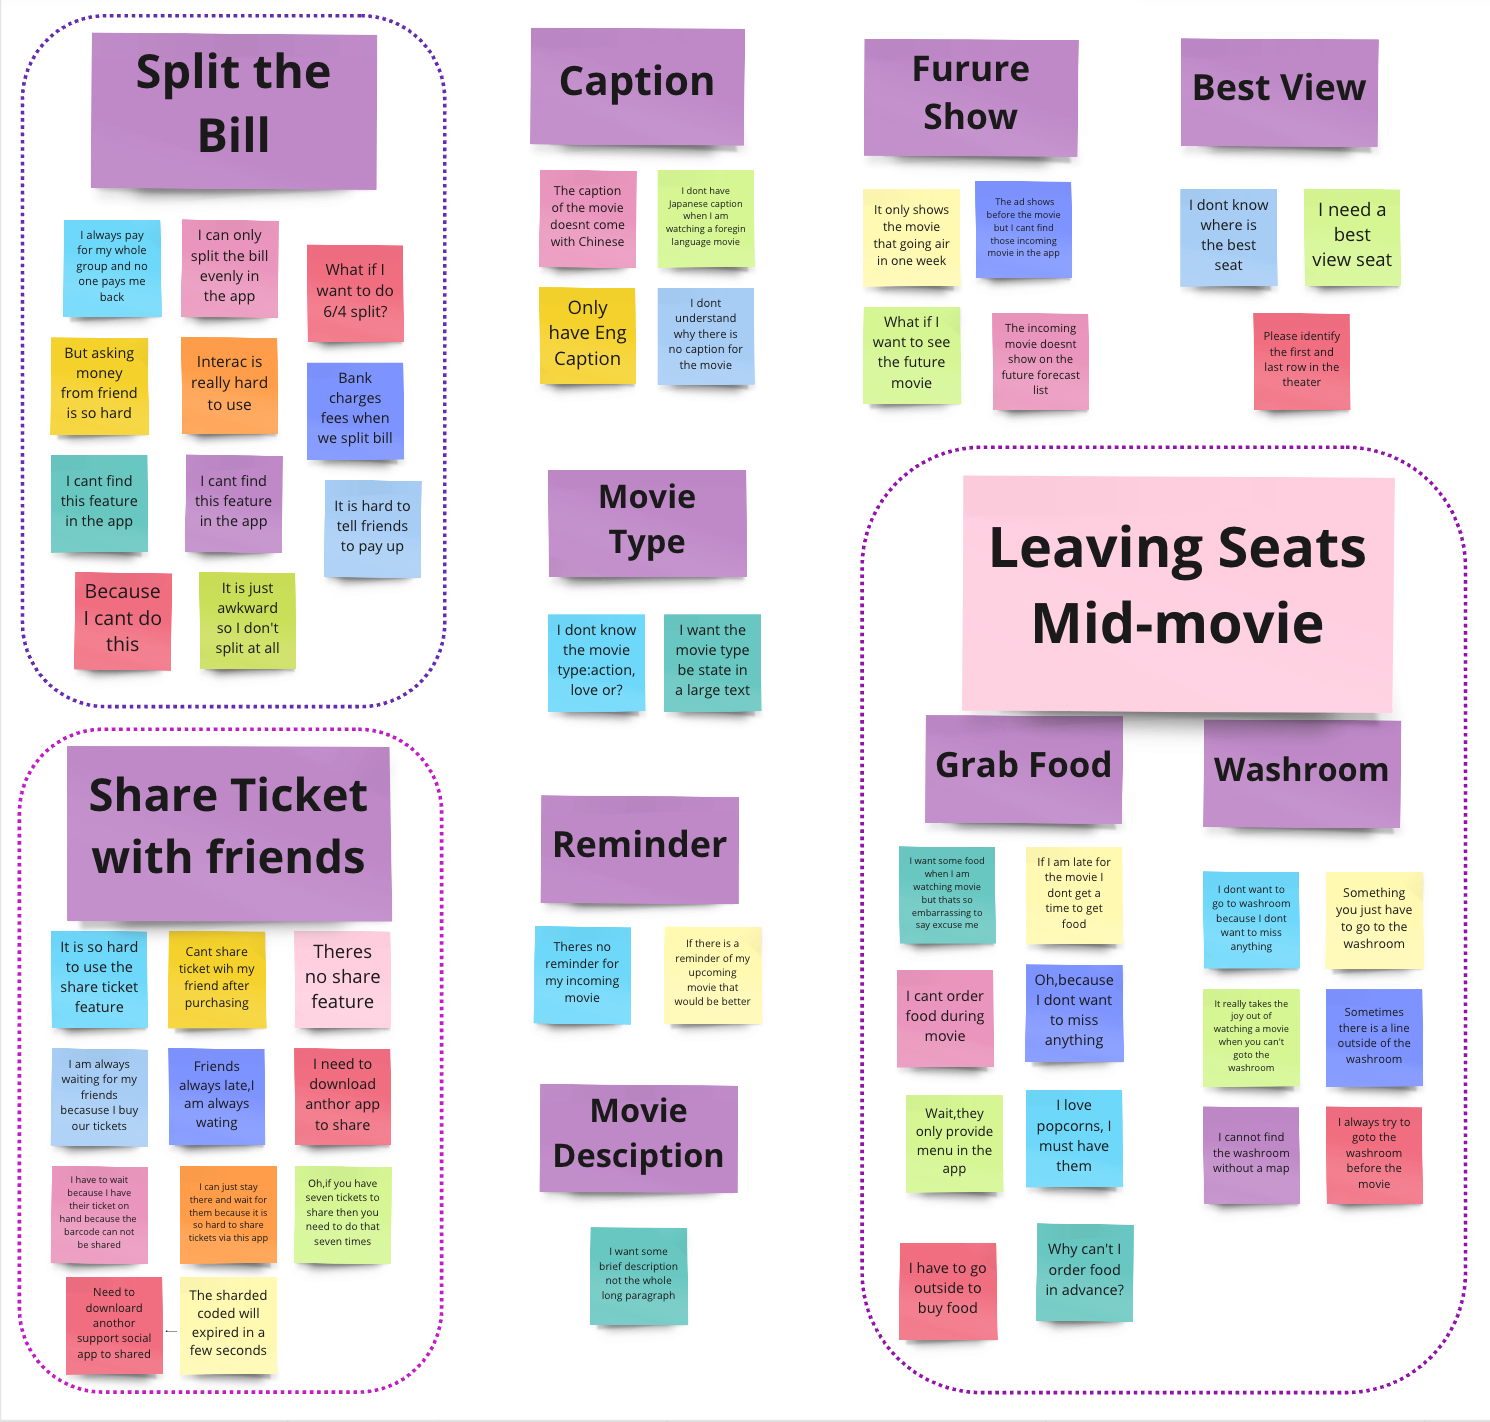 Split the
Bill
I always pay
for my whole
group and no
one pays me
back
I can only
split the bill
evenly in
the app
What if I
want to do
6/4 split?
But asking
money
from friend
is so hard
Interac is
really hard
to use
Bank
charges
fees when
we split bill
I cant find
this feature
in the app
I cant find
this feature
in the app
It is hard to
tell friends
to pay up
Because
I cant do
this
It is just
awkward
so I don't
split at all
Caption
The caption
of the movie
doesnt come
with Chinese
I dont have
Japanese caption
when I am
watching a foregin
language movie
Only
have Eng
Caption
I dont
understand
why there is
no caption for
the movie
Furure
Show
It only shows
the movie
that going air
in one week
The ad shows
before the movie
but I cant find
those incoming
movie in the app
What if I
want to see
the future
movie
The incoming
movie doesnt
show on the
future forecast
list
Best View
I dont know
where is
the best
seat
I need a
best
view seat
Please identify
the first and
last row in the
theater
Movie
Type
I dont know
the movie
type:action,
love or?
I want the
movie type
be state in
a large text
Reminder
Theres no
reminder for
my incoming
movie
If there is a
reminder of my
upcoming
movie that
would be better
Movie
Desciption
I want some
brief description
not the whole
long paragraph
Share Ticket
with friends
It is so hard
to use the
share ticket
feature
Cant share
ticket wih my
friend after
purchasing
Theres
no share
feature
I am always
waiting for my
friends
becasuse I buy
our tickets
Friends
always late,I
am always
wating
I need to
download
anthor app
to share
I have to wait
because I have
their ticket on
hand because the
barcode can not
be shared
I can just stay
there and wait for
them because it is
so hard to share
tickets via this app
Oh,if you have
seven tickets to
share then you
need to do that
seven times
Need to
downloard
anothor
support social
app to shared
The sharded
coded will
expired in a
few seconds
Leaving Seats
Mid-movie
Grab Food
I want some food
when I am
watching movie
but thats so
embarrassing to
say excuse me
If I am late for
the movie I
dont get a
time to get
food
I cant order
food during
movie
Oh,because
I dont want
to miss
anything
Wait,they
only provide
menu in the
app
I love
popcorns, I
must have
them
I have to go
outside to
buy food
Why can't I
order food
in advance?
Washroom
I dont want to
go to washroom
because I dont
want to miss
anything
Something
you just have
to go to the
washroom
It really takes the
joy out of
watching a movie
when you can't
goto the
washroom
Sometimes
there is a line
outside of the
washroom
I cannot find
the washroom
without a map
I always try to
goto the
washroom
before the
movie